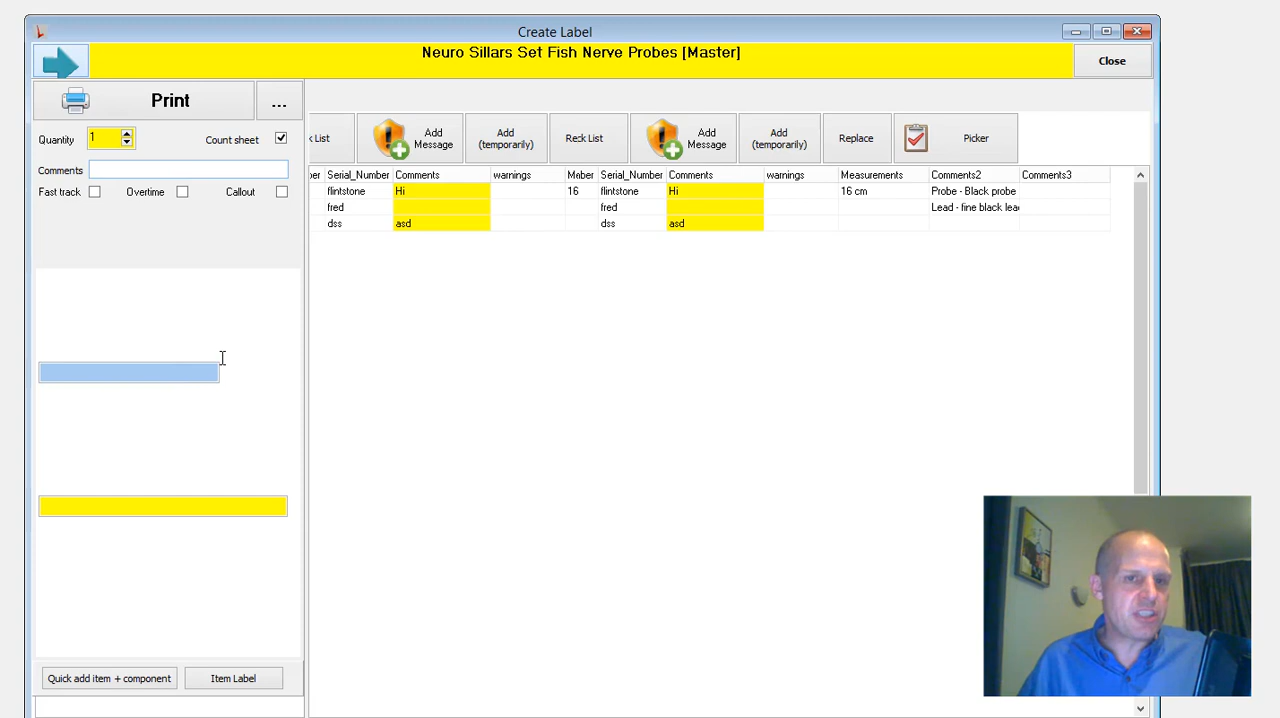 Create Label
Neuro Sillars Set Fish Nerve Probes [Master]
Close
Print
...
Quantity 1 Count sheet
Comments
Fast track Overtime Callout
k List
Add Message
Add (temporarily)
Reck List
Add Message
Add (temporarily)
Replace
Picker
er Serial_Number Comments warnings Maber Serial_Number Comments warnings Measurements Comments2 Comments3
flintstone Hi 16 flintstone Hi 16 cm Probe - Black probe
fred fred Lead - fine black lea
dss asd dss asd
Quick add item + component Item Label